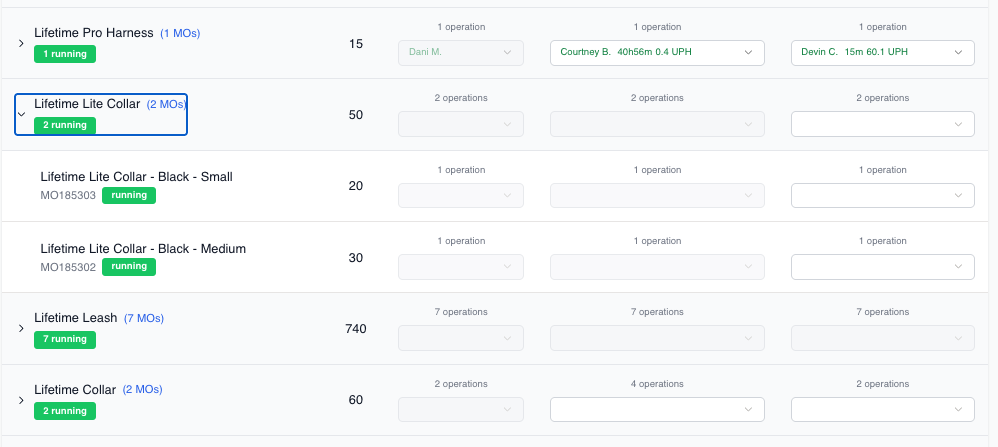 1 operation 1 operation 1 operation
Lifetime Pro Harness (1 MOs)
15 Dani M. Courtney B. 40h56m 0.4 UPH Devin C. 15m 60.1 UPH
1 running
2 operations 2 operations 2 operations
Lifetime Lite Collar (2 MOs)
50
2 running
1 operation 1 operation 1 operation
Lifetime Lite Collar - Black - Small
20
MO185303 running
1 operation 1 operation 1 operation
Lifetime Lite Collar - Black - Medium
30
MO185302 running
7 operations 7 operations 7 operations
Lifetime Leash (7 MOs)
740
7 running
2 operations 4 operations 2 operations
Lifetime Collar (2 MOs)
60
2 running